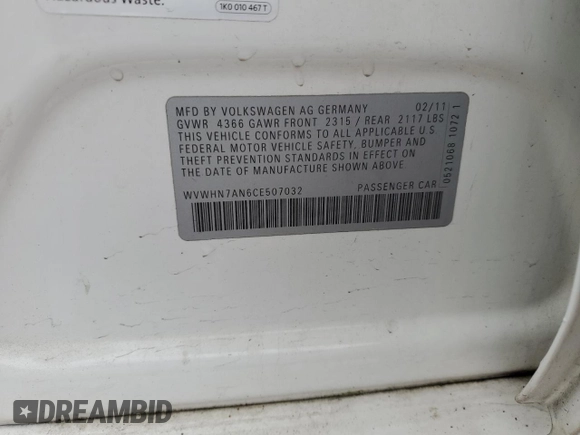 Waste.
1K0 010 467 T
MFD BY VOLKSWAGEN AG GERMANY 02/11
GVWR 4366 GAWR FRONT 2315 / REAR 2117 LBS
THIS VEHICLE CONFORMS TO ALL APPLICABLE U.S.
FEDERAL MOTOR VEHICLE SAFETY, BUMPER AND
THEFT PREVENTION STANDARDS IN EFFECT ON
THE DATE OF MANUFACTURE SHOWN ABOVE.
WVWHN7AN6CE507032 PASSENGER CAR
0521068 1072 1
DREAMBID